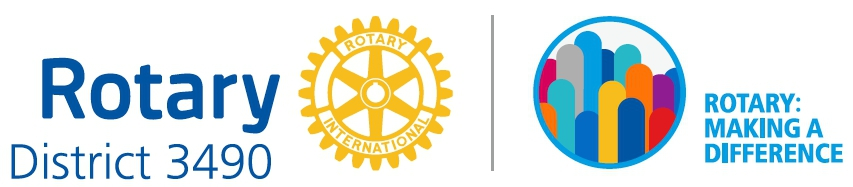 Rotary
District 3490
ROTARY
INTERNATIONAL
ROTARY:
MAKING A
DIFFERENCE